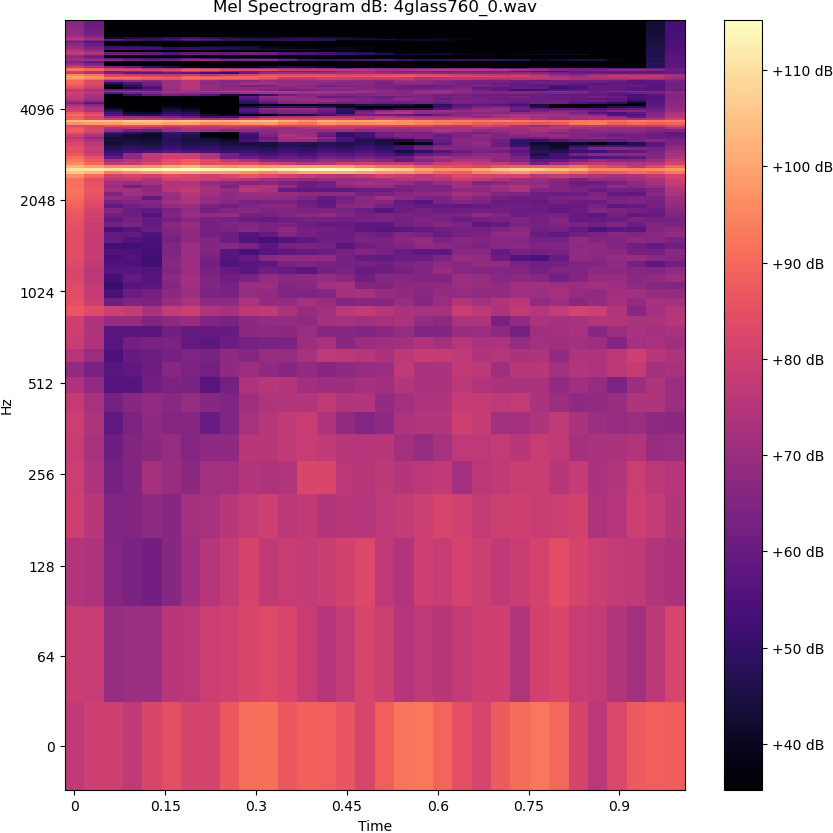 Mel Spectrogram dB: 4glass760_0.wav
4096
2048
1024
512
256
128
64
0
Hz
0
0.15
0.3
0.45
0.6
0.75
0.9
Time
+110 dB
+100 dB
+90 dB
+80 dB
+70 dB
+60 dB
+50 dB
+40 dB